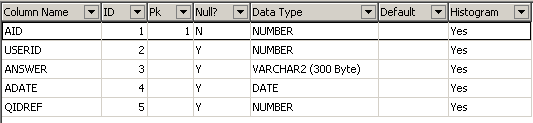 Column Name ID Pk Null? Data Type Default Histogram
AID 1 1 N NUMBER Yes
USERID 2 Y NUMBER Yes
ANSWER 3 Y VARCHAR2 (300 Byte) Yes
ADATE 4 Y DATE Yes
QIDREF 5 Y NUMBER Yes